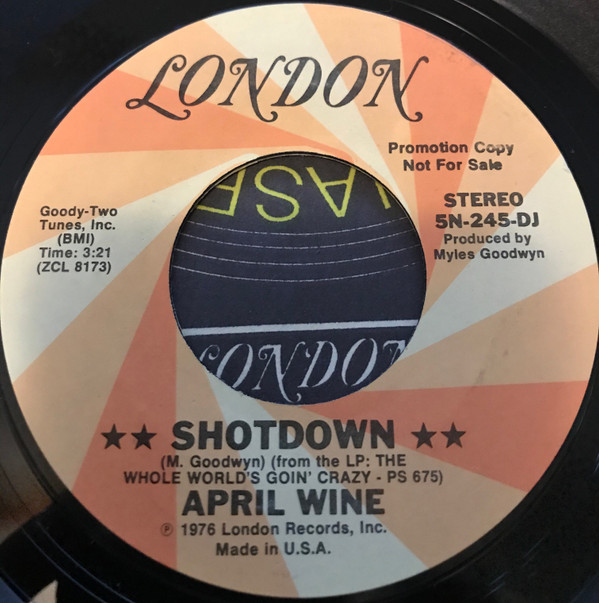 LONDON
Promotion Copy
Not For Sale
STEREO
5N-245-DJ
Produced by
Myles Goodwyn
Goody-Two
Tunes, Inc.
(BMI)
Time: 3:21
(ZCL 8173)
LONDON
★★ SHOTDOWN ★★
(M. Goodwyn) (from the LP: THE
WHOLE WORLD'S GOIN' CRAZY - PS 675)
APRIL WINE
℗ 1976 London Records, Inc.
Made in U.S.A.